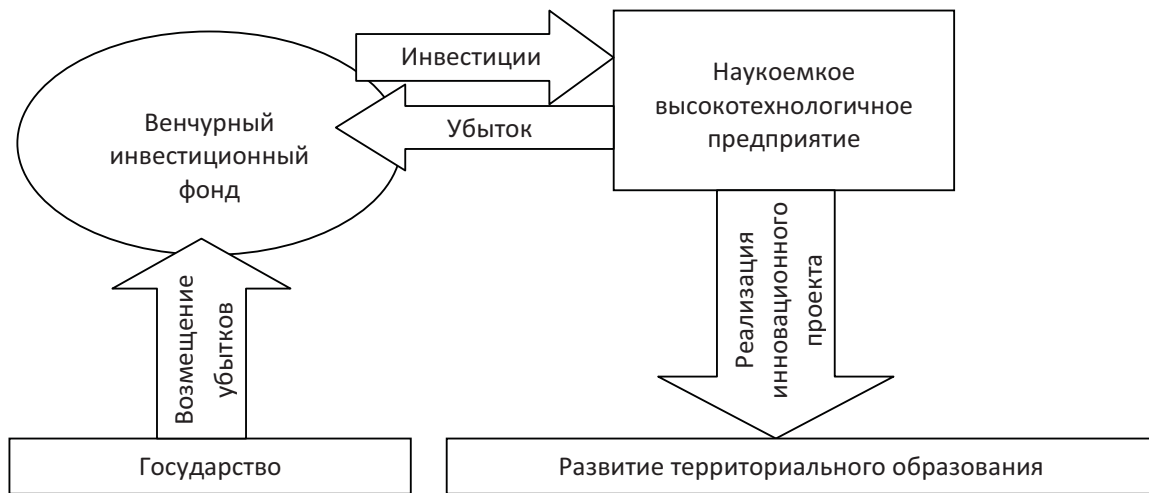 Инвестиции
Наукоемкое
высокотехнологичное
предприятие
Венчурный
инвестиционный
фонд
Убыток
Возмещение
убытков
Реализация
инновационного
проекта
Государство
Развитие территориального образования